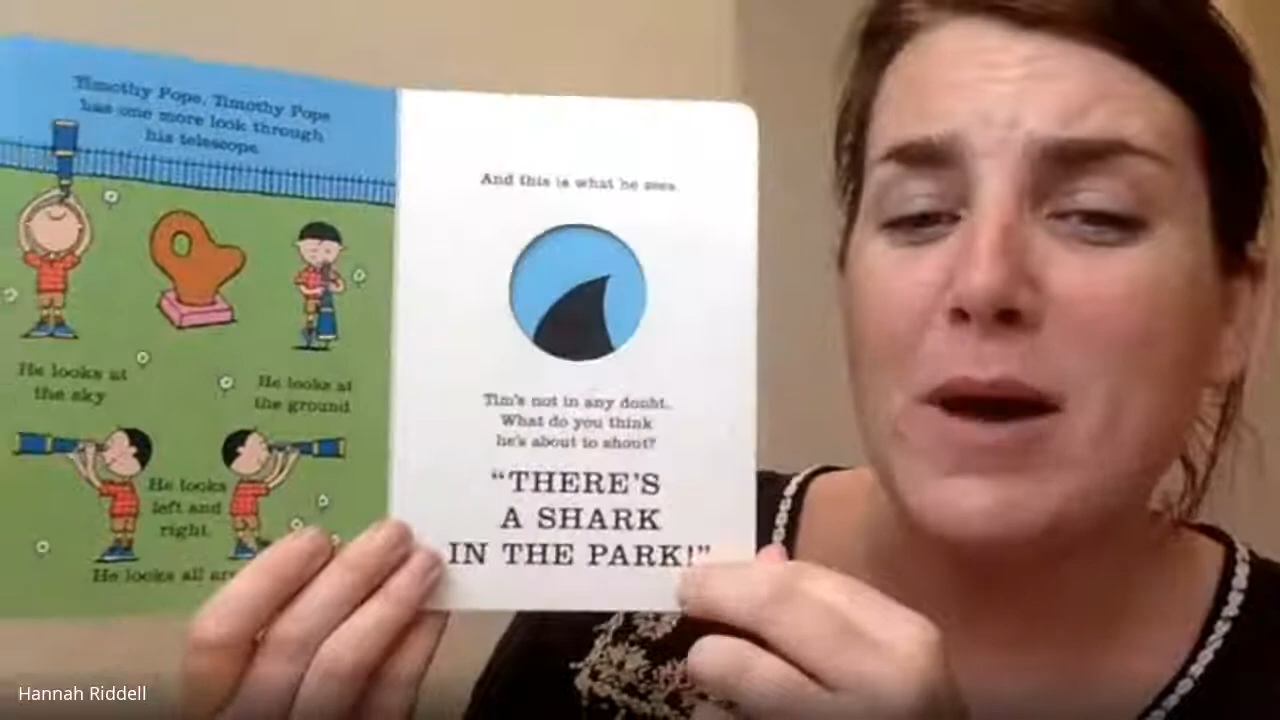 Timothy Pope, Timothy Pope
has one more look through
his telescope.
He looks at
the sky
He looks at
the ground
He looks
left and
right.
He looks all
And this is what he sees.
Tim's not in any doubt.
What do you think
he's about to shout?
"THERE'S
A SHARK
IN THE PARK!"
Hannah Riddell